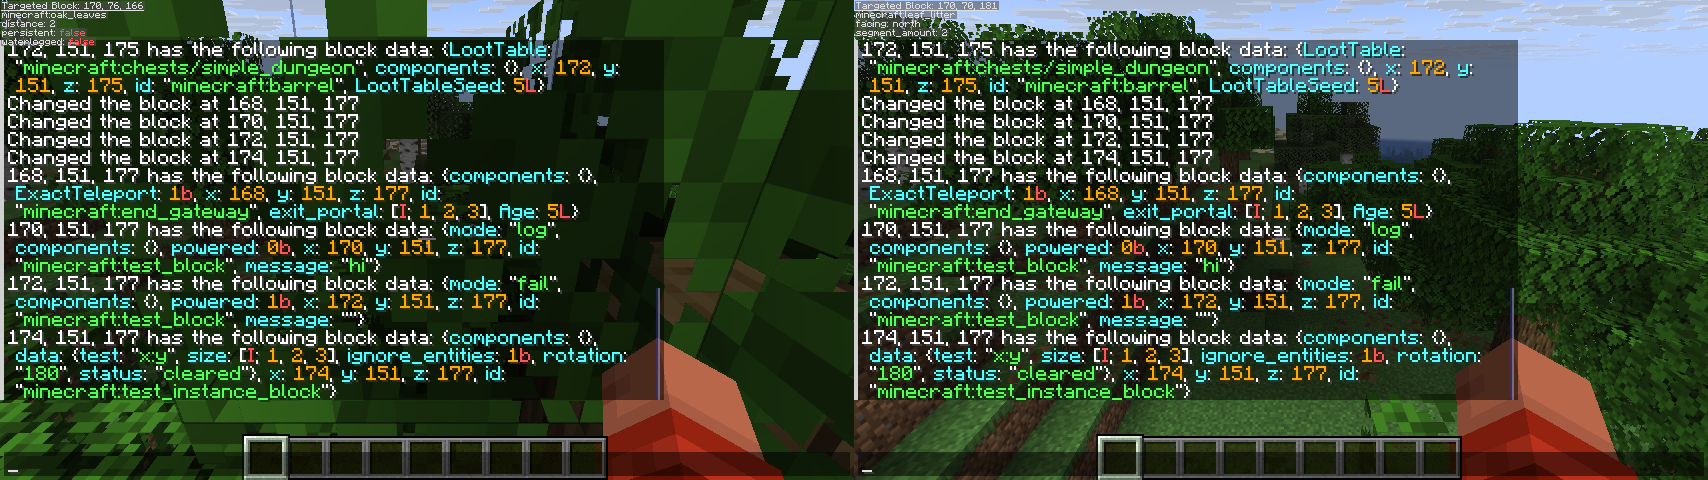 Targeted Block: 170, 76, 166
minecraft:oak_leaves
distance: 2
persistent: false
waterlogged: false
172, 151, 175 has the following block data: {LootTable:
"minecraft:chests/simple_dungeon", components: {}, x: 172, y:
151, z: 175, id: "minecraft:barrel", LootTableSeed: 5L}
Changed the block at 168, 151, 177
Changed the block at 170, 151, 177
Changed the block at 172, 151, 177
Changed the block at 174, 151, 177
168, 151, 177 has the following block data: {components: {},
ExactTeleport: 1b, x: 168, y: 151, z: 177, id:
"minecraft:end_gateway", exit_portal: [I; 1, 2, 3], Age: 5L}
170, 151, 177 has the following block data: {mode: "log",
components: {}, powered: 0b, x: 170, y: 151, z: 177, id:
"minecraft:test_block", message: "hi"}
172, 151, 177 has the following block data: {mode: "fail",
components: {}, powered: 1b, x: 172, y: 151, z: 177, id:
"minecraft:test_block", message: ""}
174, 151, 177 has the following block data: {components: {},
data: {test: "x:y", size: [I; 1, 2, 3], ignore_entities: 1b, rotation:
"180", status: "cleared"}, x: 174, y: 151, z: 177, id:
"minecraft:test_instance_block"}
_
Targeted Block: 170, 70, 181
minecraft:leaf_litter
facing: north
segment_amount: 2
172, 151, 175 has the following block data: {LootTable:
"minecraft:chests/simple_dungeon", components: {}, x: 172, y:
151, z: 175, id: "minecraft:barrel", LootTableSeed: 5L}
Changed the block at 168, 151, 177
Changed the block at 170, 151, 177
Changed the block at 172, 151, 177
Changed the block at 174, 151, 177
168, 151, 177 has the following block data: {components: {},
ExactTeleport: 1b, x: 168, y: 151, z: 177, id:
"minecraft:end_gateway", exit_portal: [I; 1, 2, 3], Age: 5L}
170, 151, 177 has the following block data: {mode: "log",
components: {}, powered: 0b, x: 170, y: 151, z: 177, id:
"minecraft:test_block", message: "hi"}
172, 151, 177 has the following block data: {mode: "fail",
components: {}, powered: 1b, x: 172, y: 151, z: 177, id:
"minecraft:test_block", message: ""}
174, 151, 177 has the following block data: {components: {},
data: {test: "x:y", size: [I; 1, 2, 3], ignore_entities: 1b, rotation:
"180", status: "cleared"}, x: 174, y: 151, z: 177, id:
"minecraft:test_instance_block"}
_